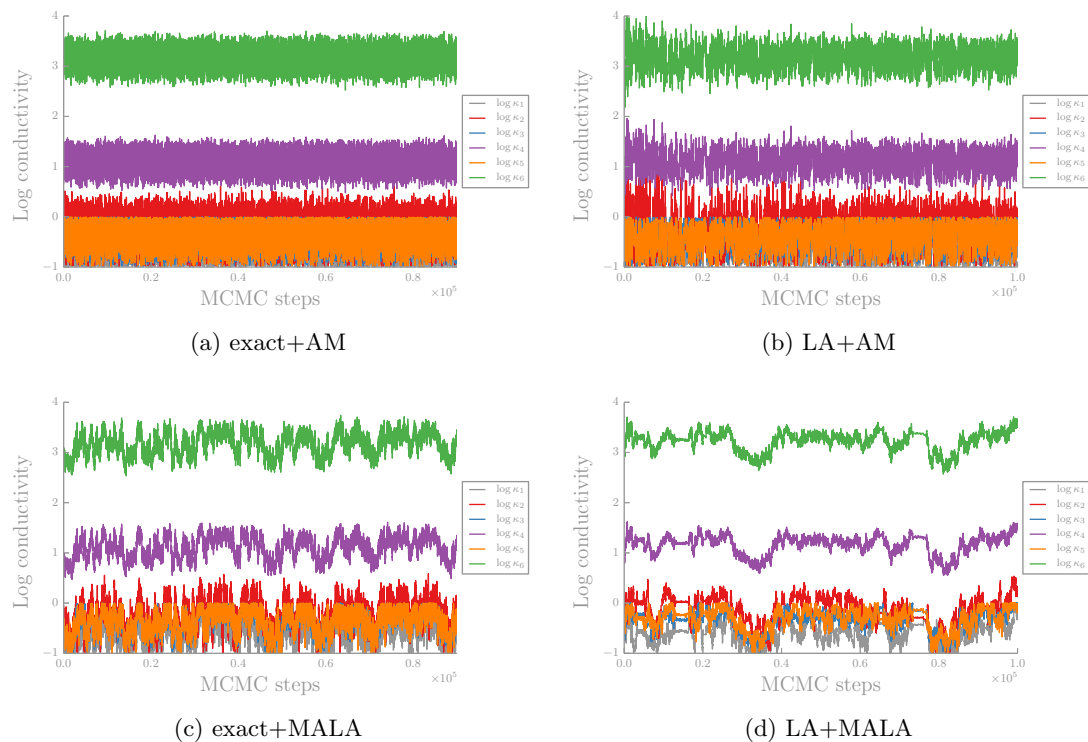 4
3
2
1
0
−1
Log conductivity
0.0 0.2 0.4 0.6 0.8
×10⁵
MCMC steps
log κ₁
log κ₂
log κ₃
log κ₄
log κ₅
log κ₆
(a) exact+AM
4
3
2
1
0
−1
Log conductivity
0.0 0.2 0.4 0.6 0.8 1.0
×10⁵
MCMC steps
log κ₁
log κ₂
log κ₃
log κ₄
log κ₅
log κ₆
(b) LA+AM
4
3
2
1
0
−1
Log conductivity
0.0 0.2 0.4 0.6 0.8
×10⁵
MCMC steps
log κ₁
log κ₂
log κ₃
log κ₄
log κ₅
log κ₆
(c) exact+MALA
4
3
2
1
0
−1
Log conductivity
0.0 0.2 0.4 0.6 0.8 1.0
×10⁵
MCMC steps
log κ₁
log κ₂
log κ₃
log κ₄
log κ₅
log κ₆
(d) LA+MALA